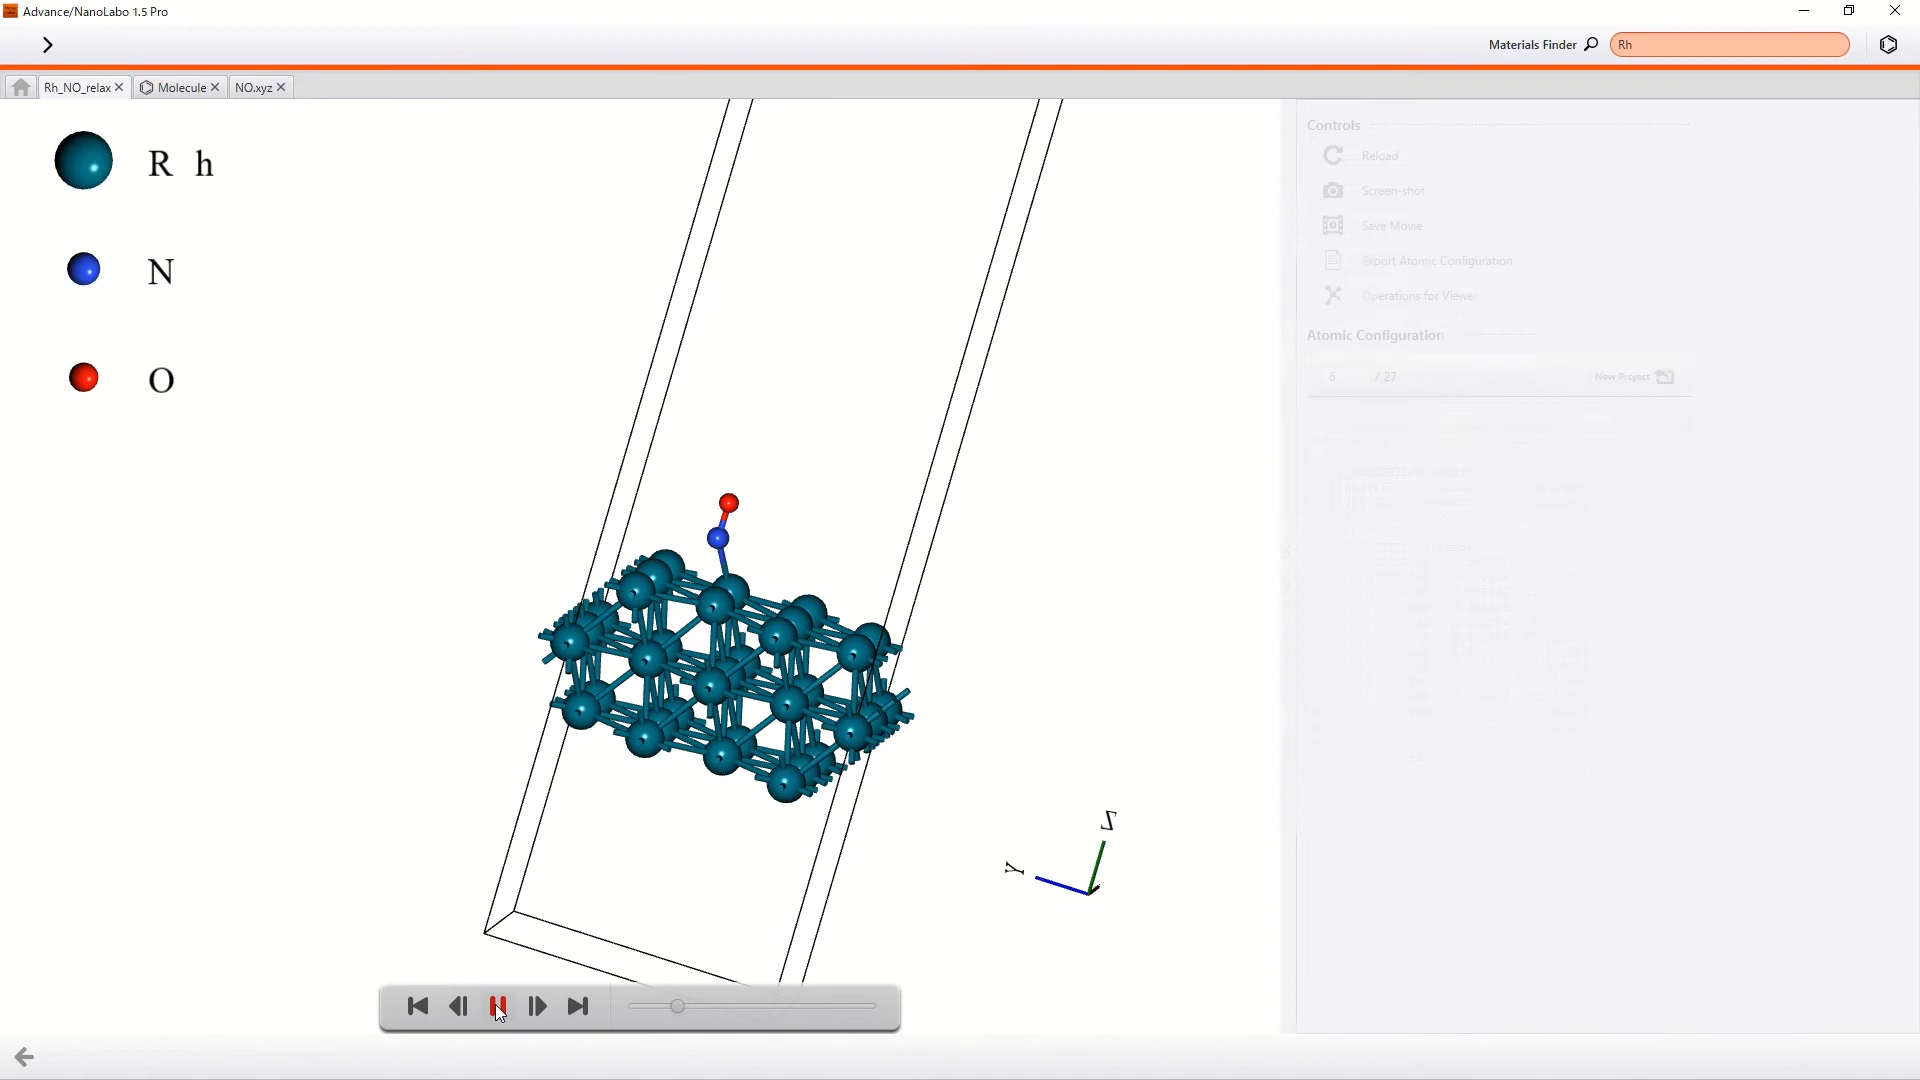 Advance/NanoLabo 1.5 Pro
Materials Finder
Rh
Rh_NO_relax
Molecule
NO.xyz
R h
N
O
Controls
Reload
Screen-shot
Save Movie
Export Atomic Configuration
Operations for Viewer
Atomic Configuration
6 / 27 New Project
Z
Y